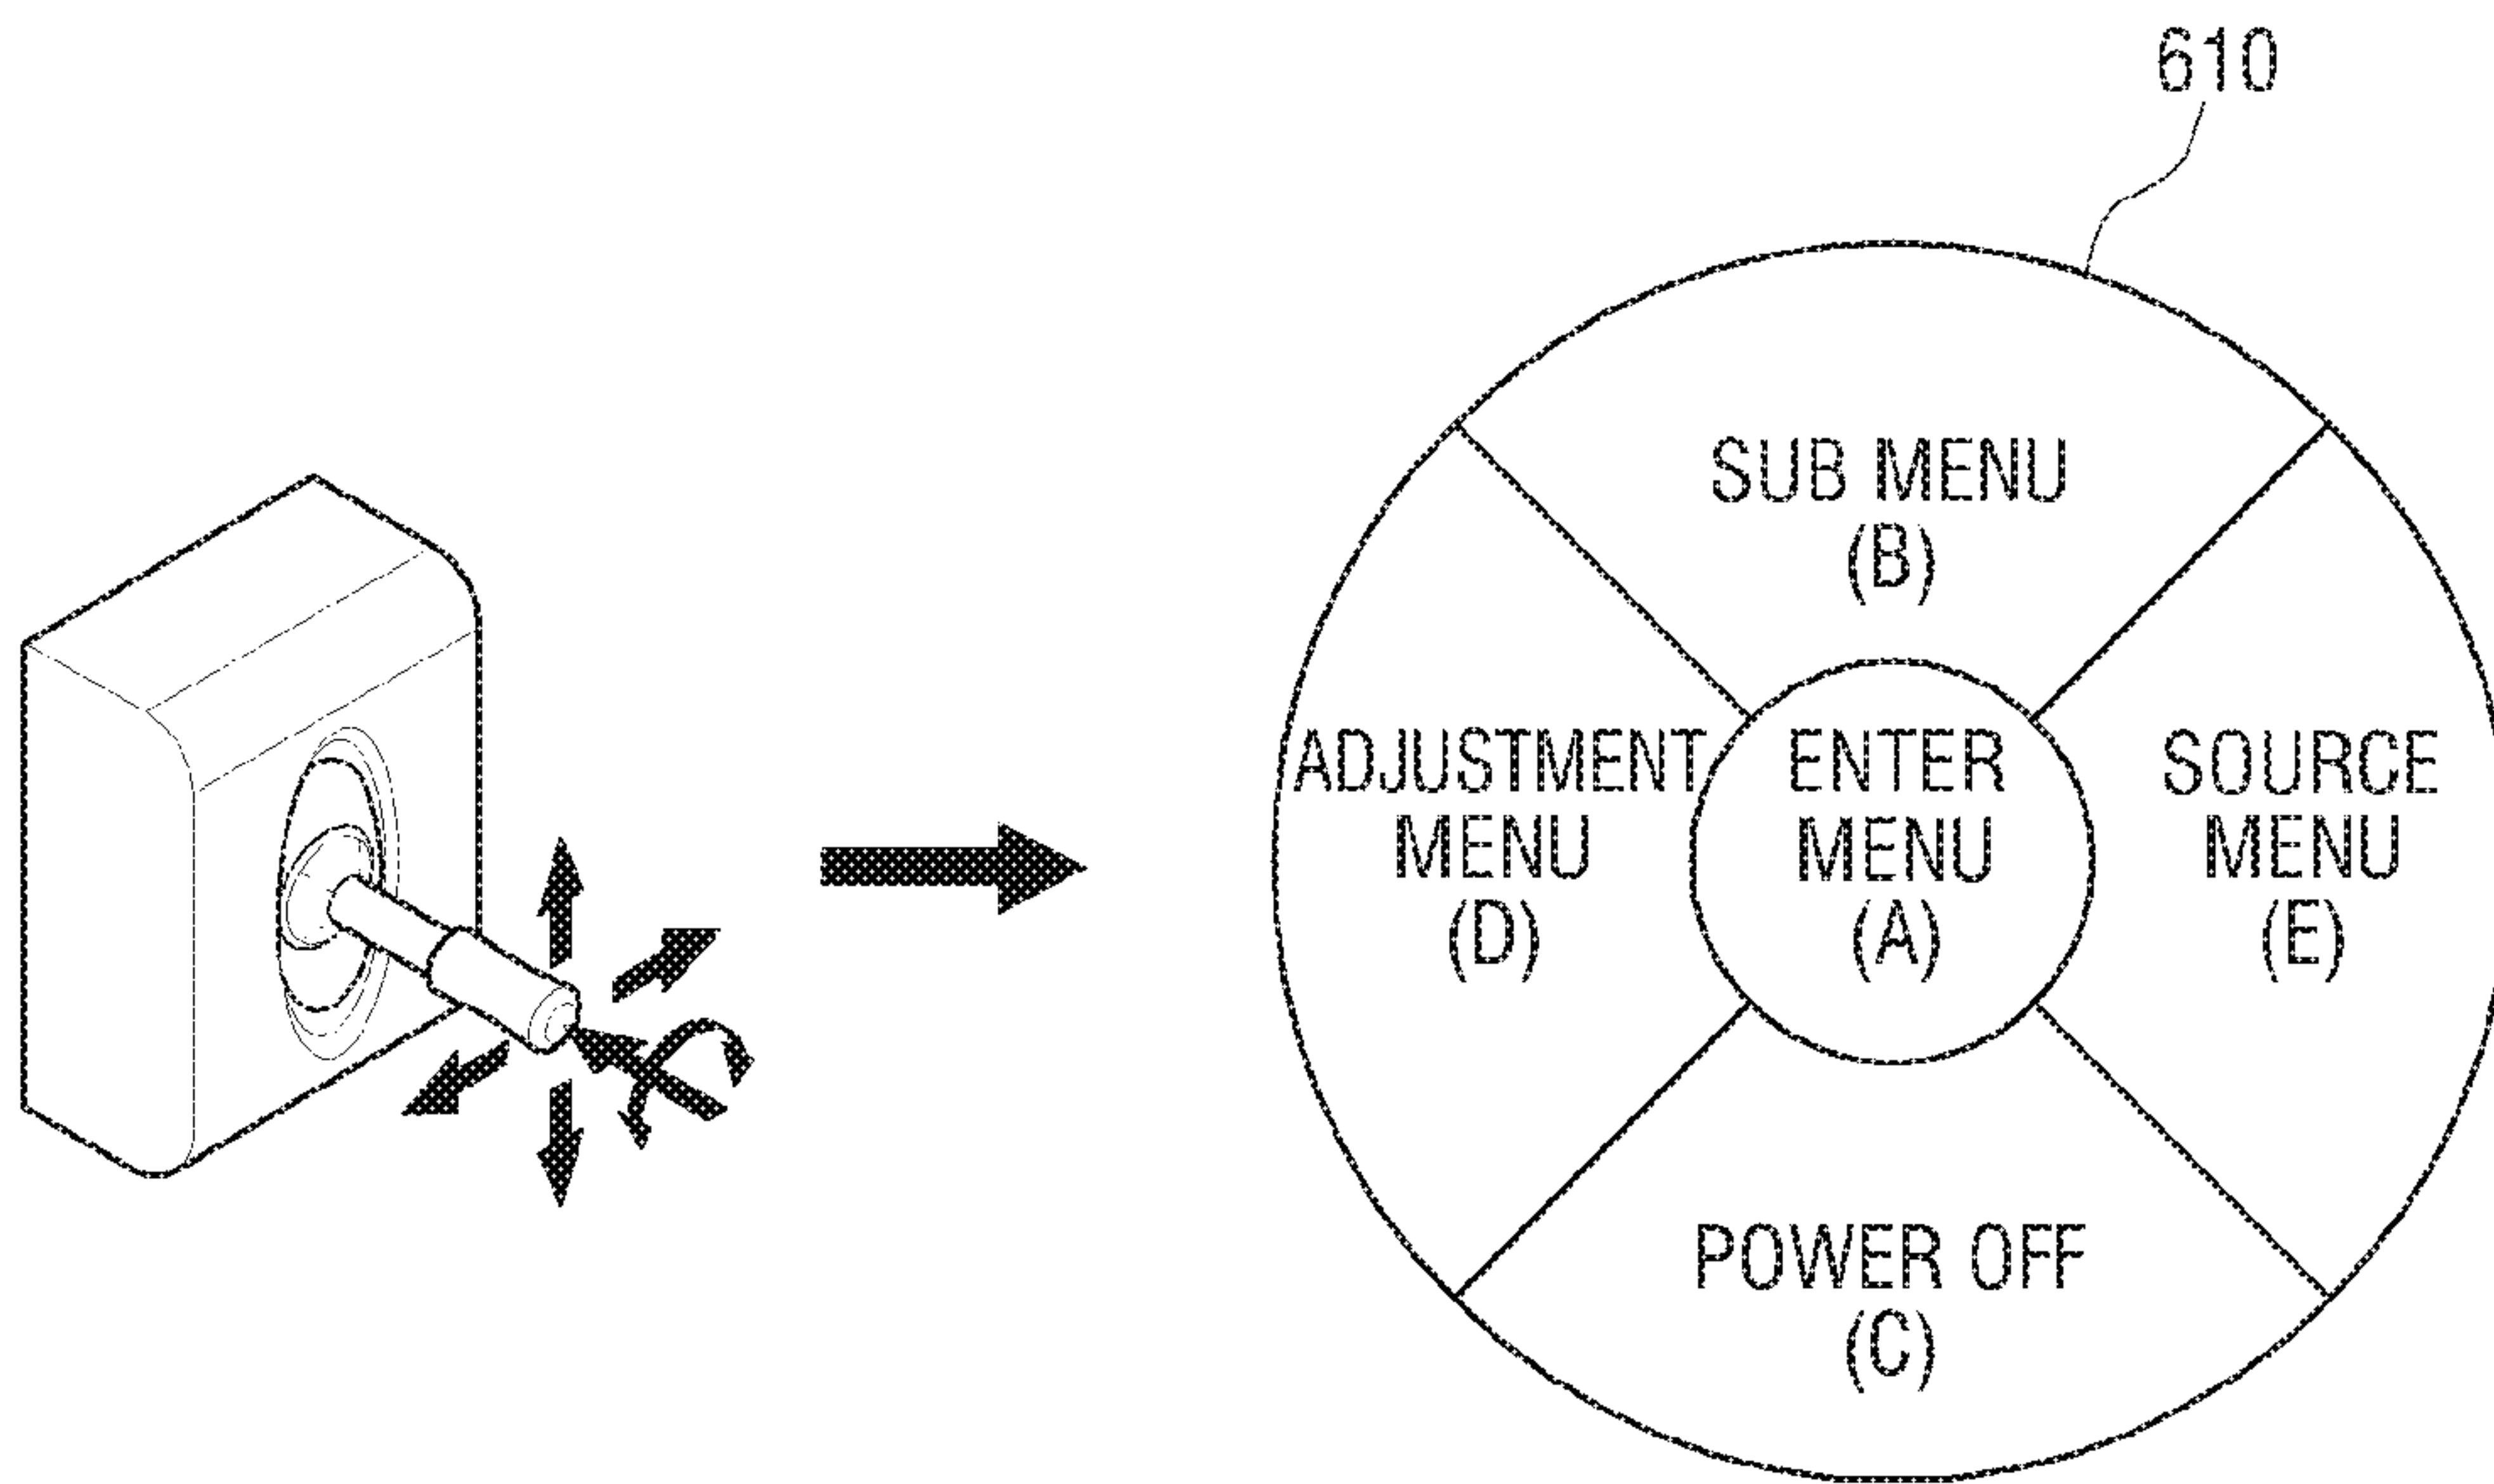 610
SUB MENU
(B)
ADJUSTMENT
MENU
(D)
ENTER
MENU
(A)
SOURCE
MENU
(E)
POWER OFF
(C)